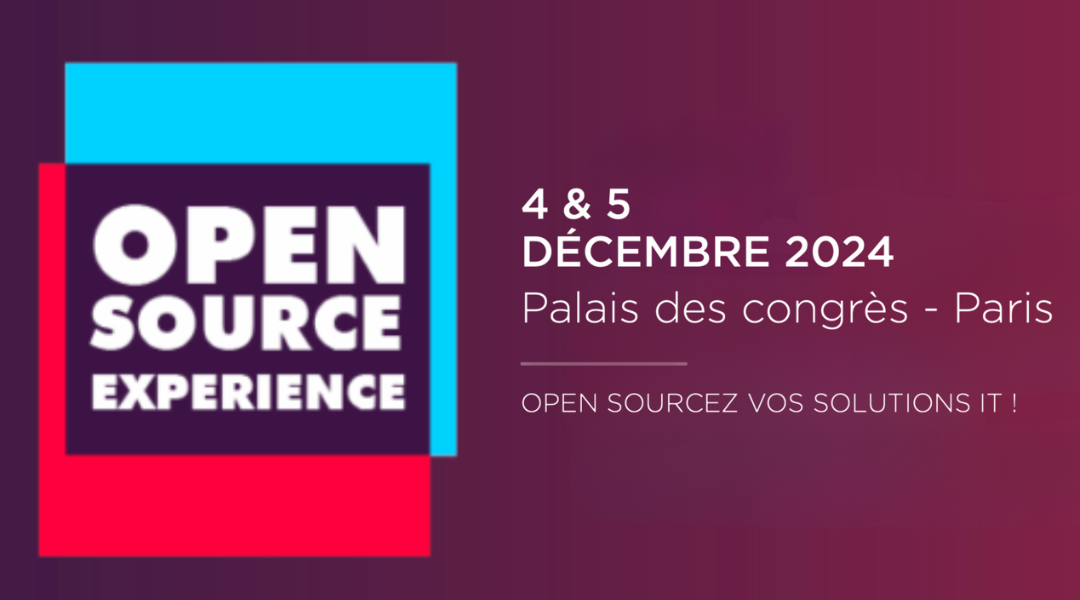 OPEN
SOURCE
EXPERIENCE
4 & 5
DÉCEMBRE 2024
Palais des congrès - Paris
OPEN SOURCEZ VOS SOLUTIONS IT !